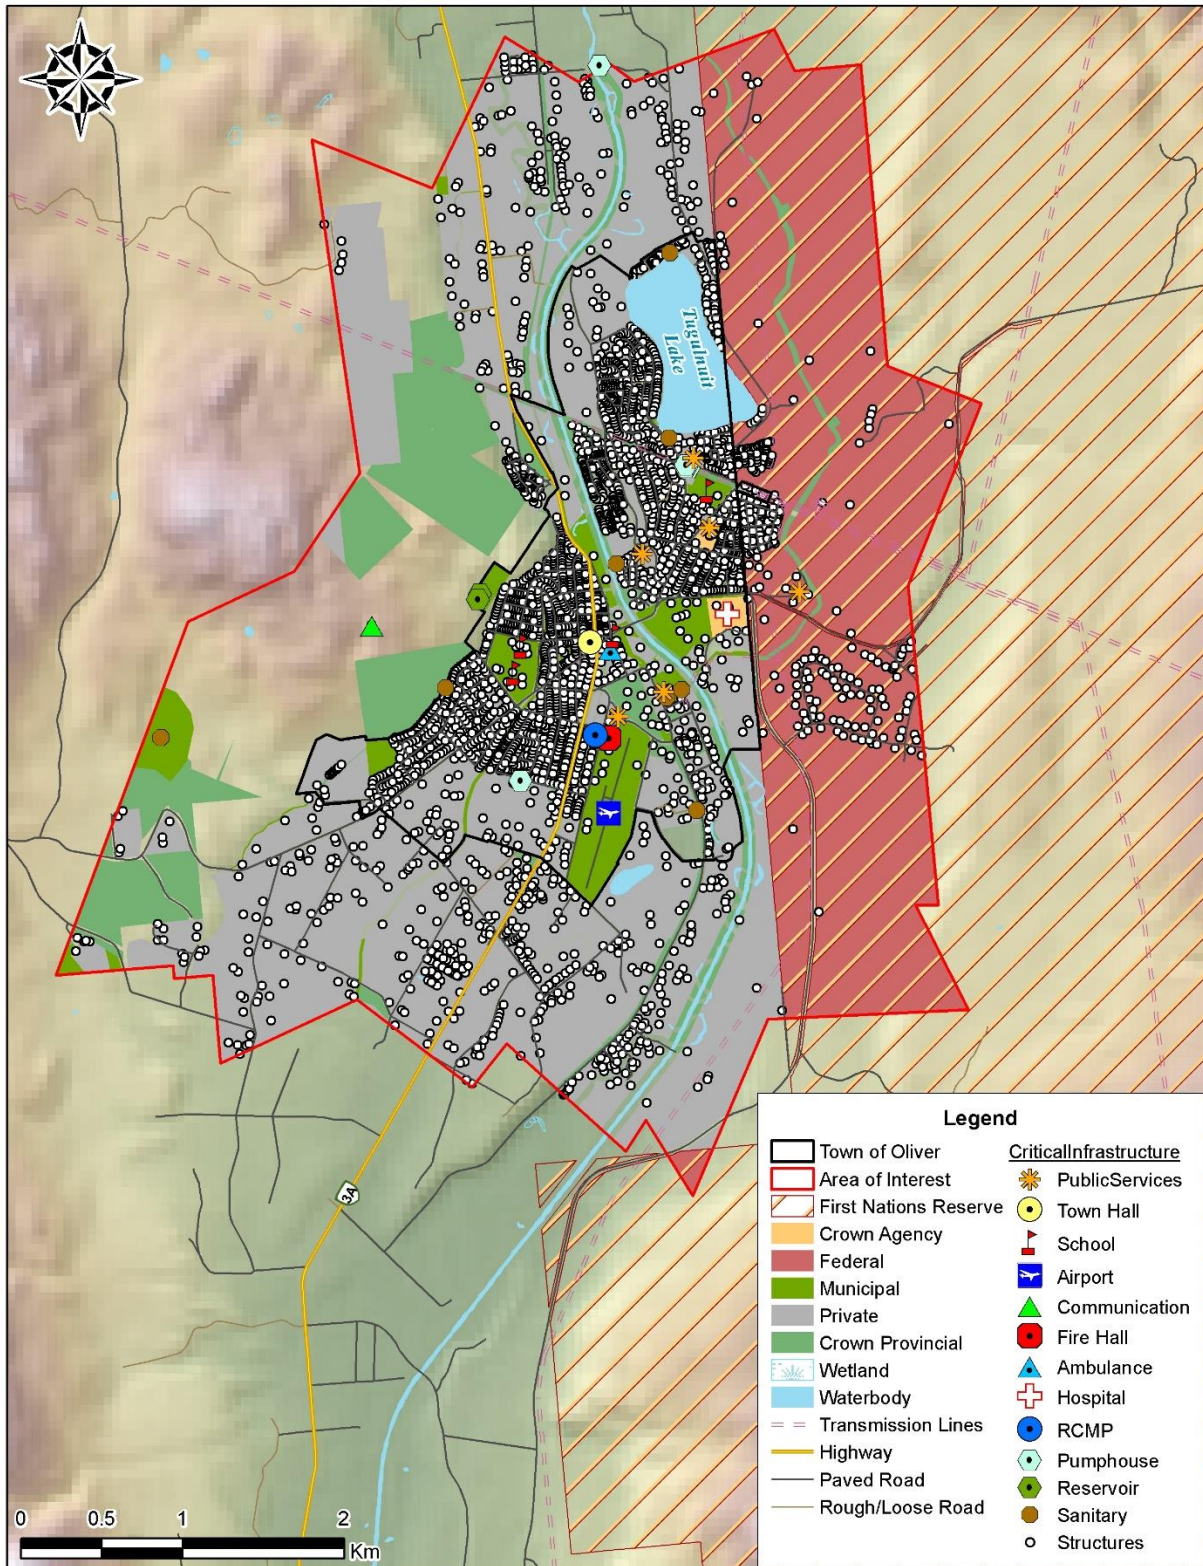 Tugulnuit
Lake
3A
Legend
Town of Oliver
Area of Interest
First Nations Reserve
Crown Agency
Federal
Municipal
Private
Crown Provincial
Wetland
Waterbody
Transmission Lines
Highway
Paved Road
Rough/Loose Road
CriticalInfrastructure
PublicServices
Town Hall
School
Airport
Communication
Fire Hall
Ambulance
Hospital
RCMP
Pumphouse
Reservoir
Sanitary
Structures
0 0.5 1 2
Km